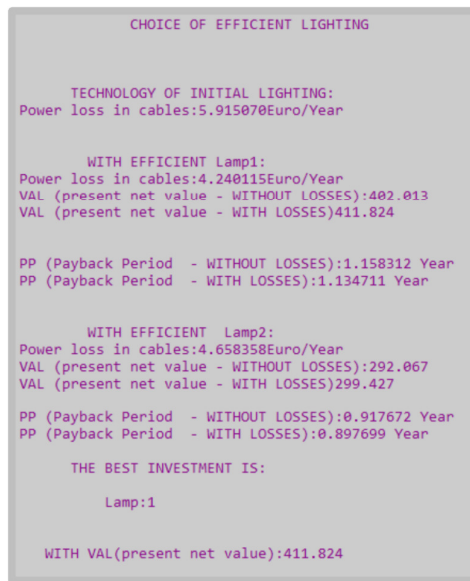 CHOICE OF EFFICIENT LIGHTING
TECHNOLOGY OF INITIAL LIGHTING:
Power loss in cables:5.915070Euro/Year
WITH EFFICIENT Lamp1:
Power loss in cables:4.240115Euro/Year
VAL (present net value - WITHOUT LOSSES):402.013
VAL (present net value - WITH LOSSES)411.824
PP (Payback Period  - WITHOUT LOSSES):1.158312 Year
PP (Payback Period  - WITH LOSSES):1.134711 Year
WITH EFFICIENT  Lamp2:
Power loss in cables:4.658358Euro/Year
VAL (present net value - WITHOUT LOSSES):292.067
VAL (present net value - WITH LOSSES)299.427
PP (Payback Period  - WITHOUT LOSSES):0.917672 Year
PP (Payback Period  - WITH LOSSES):0.897699 Year
THE BEST INVESTMENT IS:
Lamp:1
WITH VAL(present net value):411.824